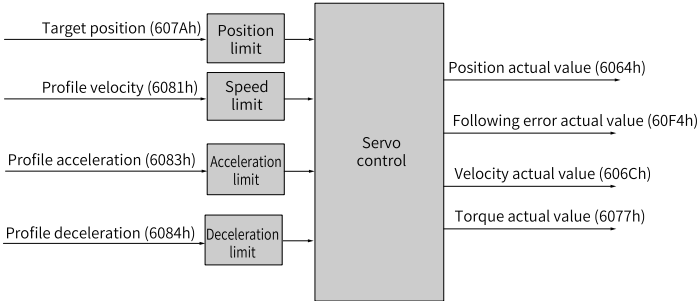 Target position (607Ah)
Position
limit
Profile velocity (6081h)
Speed
limit
Profile acceleration (6083h)
Acceleration
limit
Profile deceleration (6084h)
Deceleration
limit
Servo
control
Position actual value (6064h)
Following error actual value (60F4h)
Velocity actual value (606Ch)
Torque actual value (6077h)